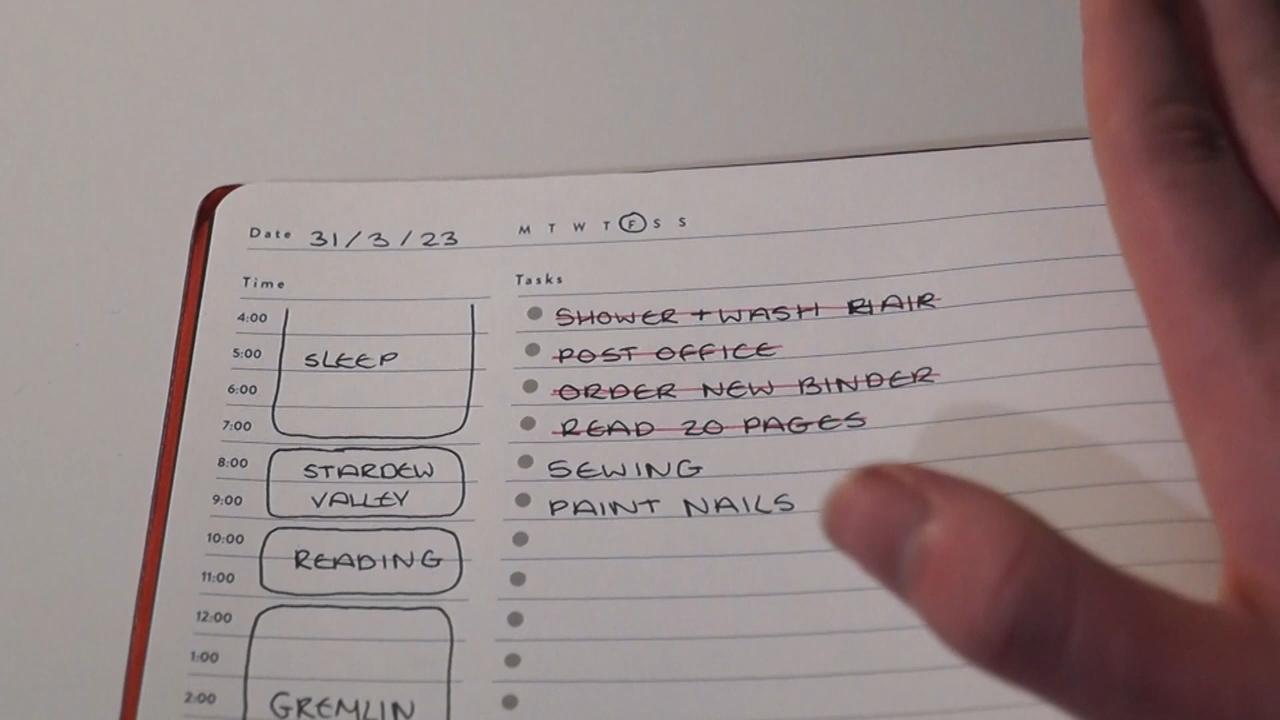 Date 31/3/23 M T W T F S S
Time Tasks
4:00 SHOWER + WASH HAIR
5:00 SLEEP POST OFFICE
6:00 ORDER NEW BINDER
7:00 READ 20 PAGES
8:00 STARDEW SEWING
9:00 VALLEY PAINT NAILS
10:00 READING
11:00
12:00
1:00
2:00 GREMLIN